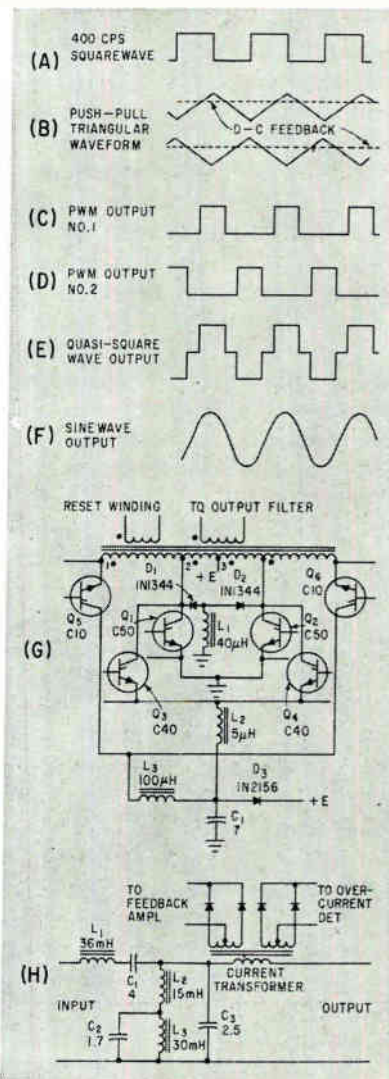 (A) 400 CPS
SQUAREWAVE
(B) PUSH-PULL
TRIANGULAR
WAVEFORM
D-C FEEDBACK
(C) PWM OUTPUT
NO.1
(D) PWM OUTPUT
NO.2
(E) QUASI-SQUARE
WAVE OUTPUT
(F) SINEWAVE
OUTPUT
RESET WINDING
TO OUTPUT FILTER
1
2
+E
3
D1
IN1344
D2
Q5
C10
Q1
C50
L1
40μH
IN1344
Q2
C50
Q6
C10
(G)
Q3
C40
Q4
C40
L2
5μH
L3
100μH
D3
IN2156
+E
C1
7
TO
FEEDBACK
AMPL
TO OVER-
CURRENT
DET
L1
36mH
(H)
C1
4
L2
15mH
CURRENT
TRANSFORMER
INPUT
OUTPUT
C2
1.7
L3
30mH
C3
2.5